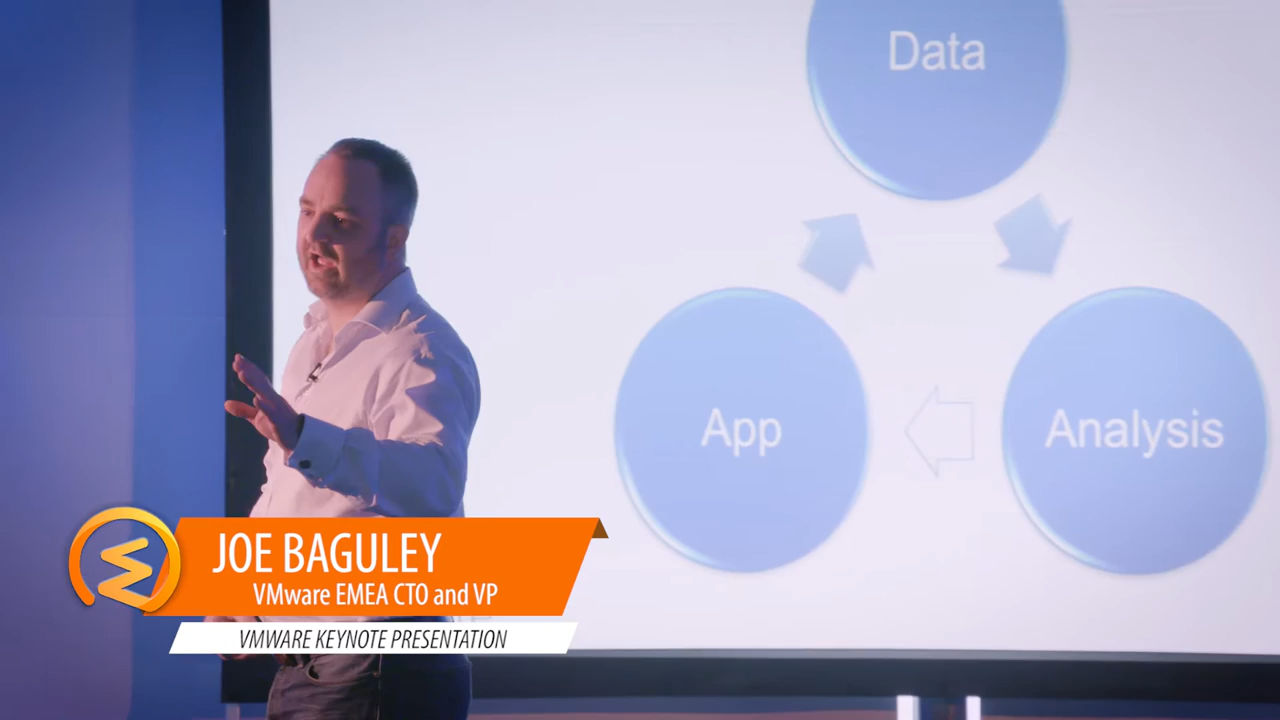 Data
App
Analysis
JOE BAGULEY
VMware EMEA CTO and VP
VMWARE KEYNOTE PRESENTATION